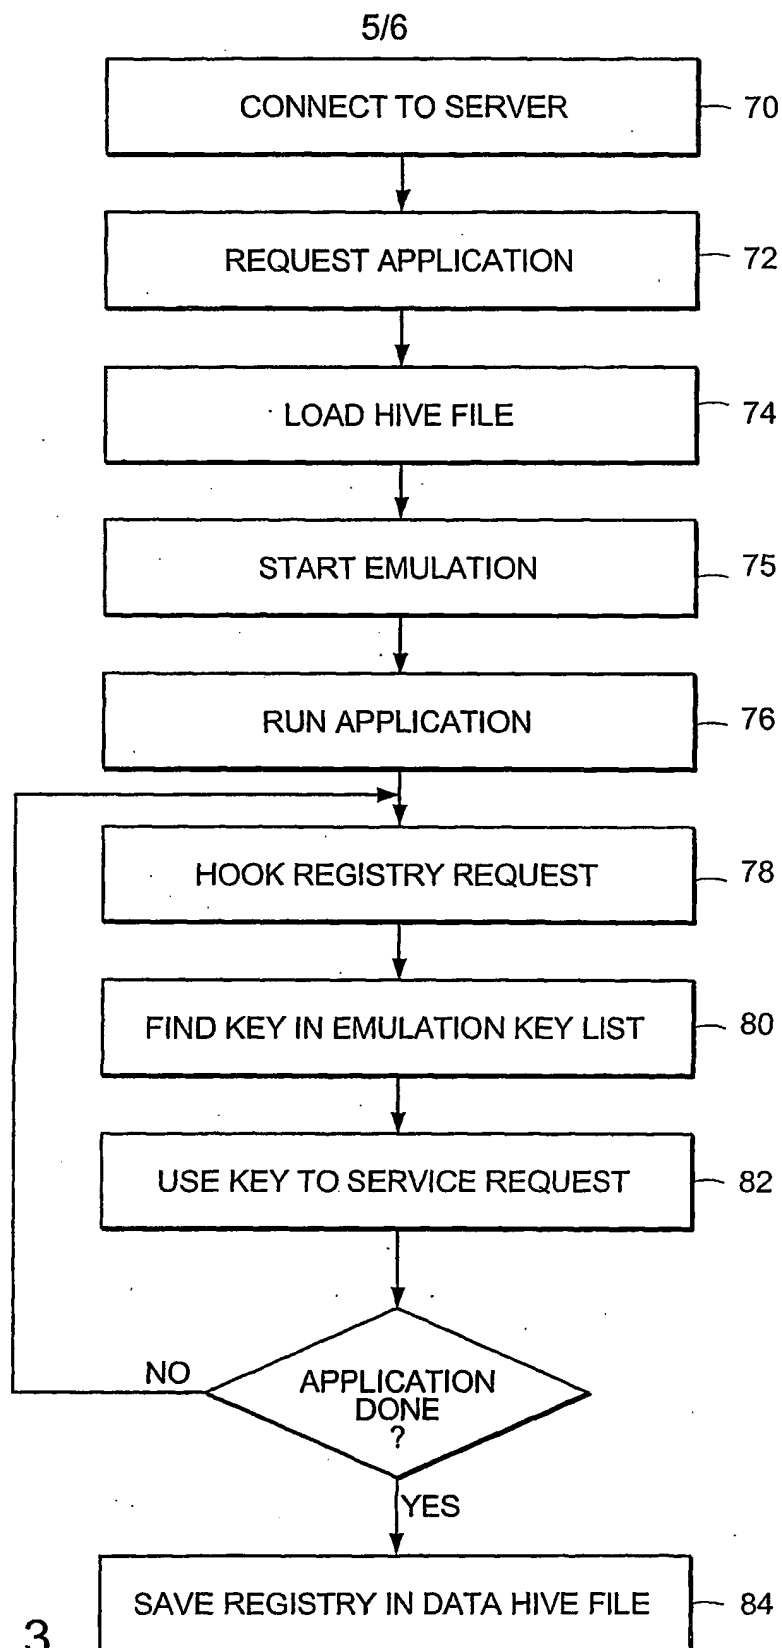 5/6
CONNECT TO SERVER
70
REQUEST APPLICATION
72
LOAD HIVE FILE
74
START EMULATION
75
RUN APPLICATION
76
HOOK REGISTRY REQUEST
78
FIND KEY IN EMULATION KEY LIST
80
USE KEY TO SERVICE REQUEST
82
NO
APPLICATION
DONE
?
YES
SAVE REGISTRY IN DATA HIVE FILE
84
3